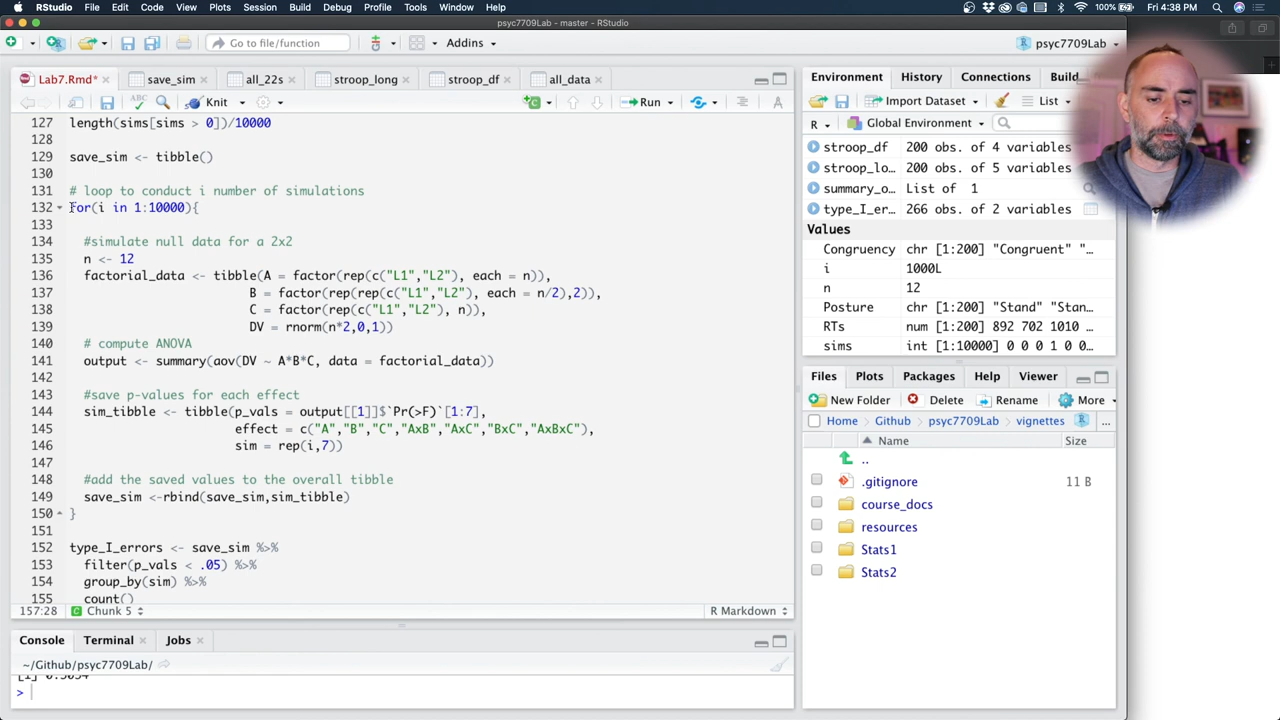 RStudio File Edit Code View Plots Session Build Debug Profile Tools Window Help 100% Fri 4:38 PM
psyc7709Lab - master - RStudio
Go to file/function Addins psyc7709Lab
Lab7.Rmd* save_sim all_22s stroop_long stroop_df all_data
Knit Run
127 length(sims[sims > 0])/10000
128
129 save_sim <- tibble()
130
131 # loop to conduct i number of simulations
132 for(i in 1:10000){
133
134 #simulate null data for a 2x2
135 n <- 12
136 factorial_data <- tibble(A = factor(rep(c("L1","L2"), each = n)),
137 B = factor(rep(rep(c("L1","L2"), each = n/2),2)),
138 C = factor(rep(c("L1","L2"), n)),
139 DV = rnorm(n*2,0,1))
140 # compute ANOVA
141 output <- summary(aov(DV ~ A*B*C, data = factorial_data))
142
143 #save p-values for each effect
144 sim_tibble <- tibble(p_vals = output[[1]]$`Pr(>F)`[1:7],
145 effect = c("A","B","C","AxB","AxC","BxC","AxBxC"),
146 sim = rep(i,7))
147
148 #add the saved values to the overall tibble
149 save_sim <-rbind(save_sim,sim_tibble)
150 }
151
152 type_I_errors <- save_sim %>%
153 filter(p_vals < .05) %>%
154 group_by(sim) %>%
155 count()
157:28 Chunk 5 R Markdown
Console Terminal Jobs
~/Github/psyc7709Lab/
>
Environment History Connections Build
Import Dataset List
R Global Environment
stroop_df 200 obs. of 4 variables
stroop_lo… 200 obs. of 5 variables
summary_o… List of 1
type_I_er… 266 obs. of 2 variables
Values
Congruency chr [1:200] "Congruent" "…
i 1000L
n 12
Posture chr [1:200] "Stand" "Stan…
RTs num [1:200] 892 702 1010 …
sims int [1:10000] 0 0 0 1 0 0…
Files Plots Packages Help Viewer
New Folder Delete Rename More
Home Github psyc7709Lab vignettes ...
Name Size
..
.gitignore 11 B
course_docs
resources
Stats1
Stats2